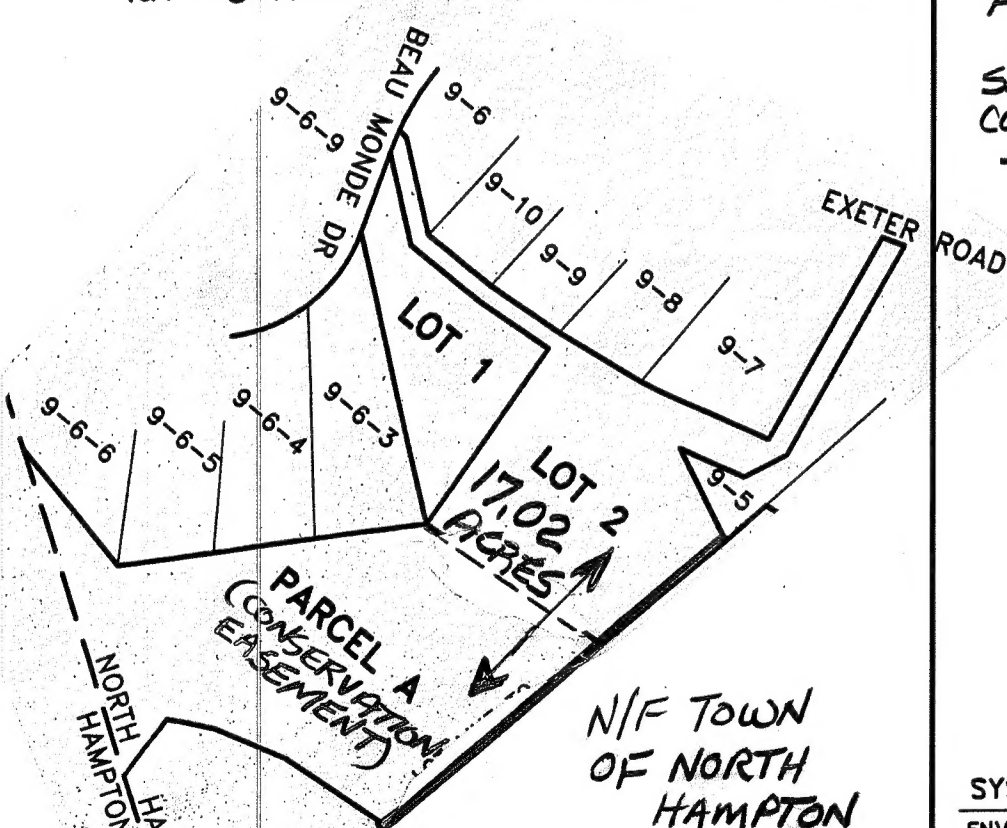 BEAU MONDE DR
9-6-9
9-6
9-10
9-9
9-8
9-7
EXETER ROAD
LOT 1
9-6-6
9-6-5
9-6-4
9-6-3
LOT 2
17.02
ACRES
9-5
PARCEL A
(CONSERVATION
EASEMENT)
NORTH
HAMPTON
N/F TOWN
OF NORTH
HAMPTON